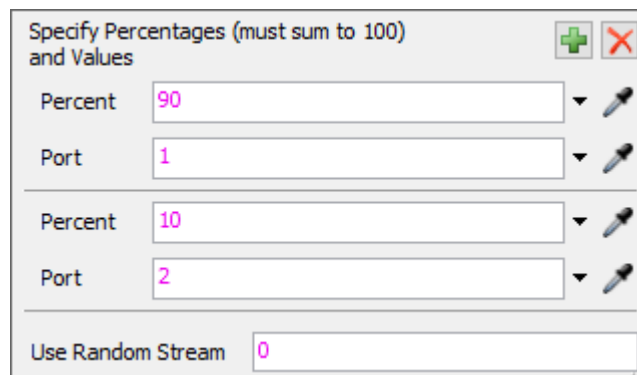 Specify Percentages (must sum to 100)
and Values
Percent 90
Port 1
Percent 10
Port 2
Use Random Stream 0